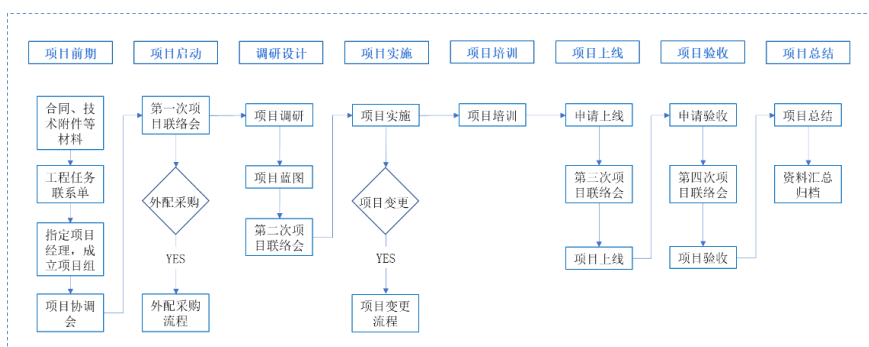 项目前期
项目启动
调研设计
项目实施
项目培训
项目上线
项目验收
项目总结
合同、技
术附件等
材料
工程任务
联系单
指定项目
经理，成
立项目组
项目协调
会
第一次项
目联络会
外配采购
YES
外配采购
流程
项目调研
项目蓝图
第二次项
目联络会
项目实施
项目变更
YES
项目变更
流程
项目培训
申请上线
第三次项
目联络会
项目上线
申请验收
第四次项
目联络会
项目验收
项目总结
资料汇总
归档